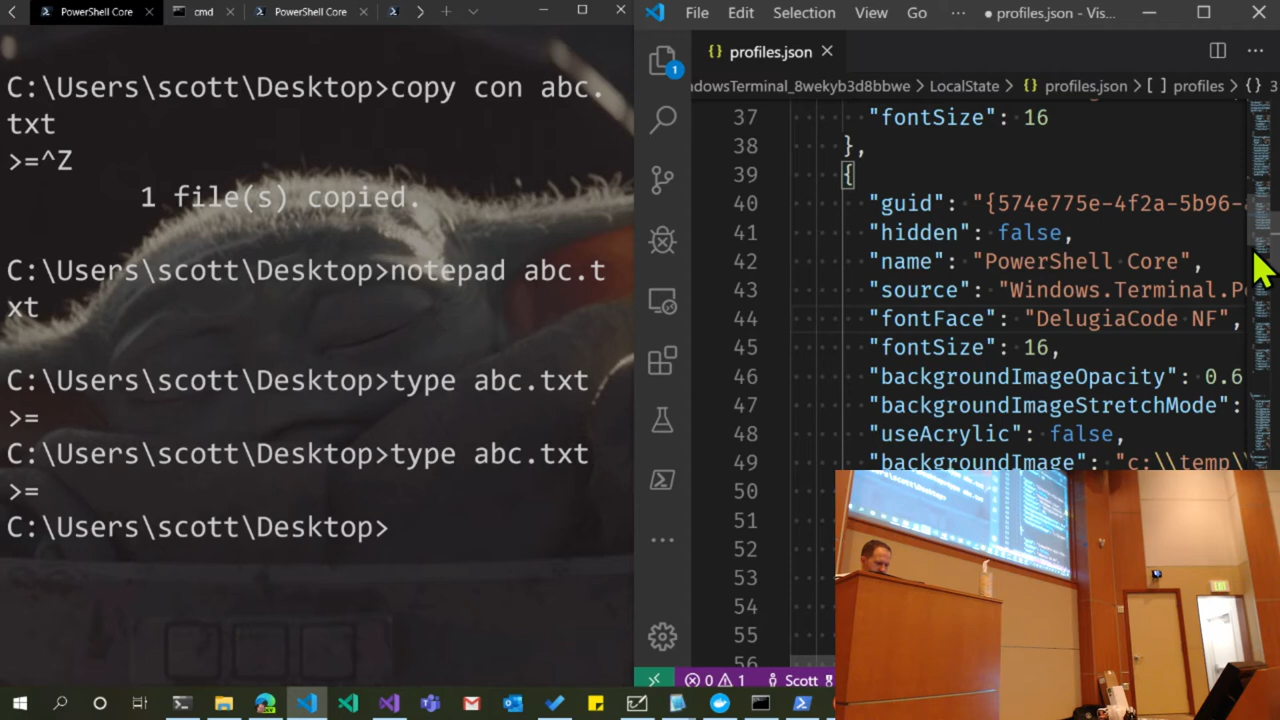 PowerShell Core
cmd
PowerShell Core
C:\Users\scott\Desktop>copy con abc.
txt
>=^Z
1 file(s) copied.
C:\Users\scott\Desktop>notepad abc.t
xt
C:\Users\scott\Desktop>type abc.txt
>=
C:\Users\scott\Desktop>type abc.txt
>=
C:\Users\scott\Desktop>
File Edit Selection View Go ··· ● profiles.json - Vis...
{} profiles.json
1
ndowsTerminal_8wekyb3d8bbwe > LocalState > {} profiles.json > [ ] profiles > {} 3
37 "fontSize": 16
38 },
39 {
40 "guid": "{574e775e-4f2a-5b96-
41 "hidden": false,
42 "name": "PowerShell Core",
43 "source": "Windows.Terminal.P
44 "fontFace": "DelugiaCode NF",
45 "fontSize": 16,
46 "backgroundImageOpacity": 0.6
47 "backgroundImageStretchMode":
48 "useAcrylic": false,
49 "backgroundImage": "c:\\temp\
50
51
52
53
54
55
56
0 1 Scott